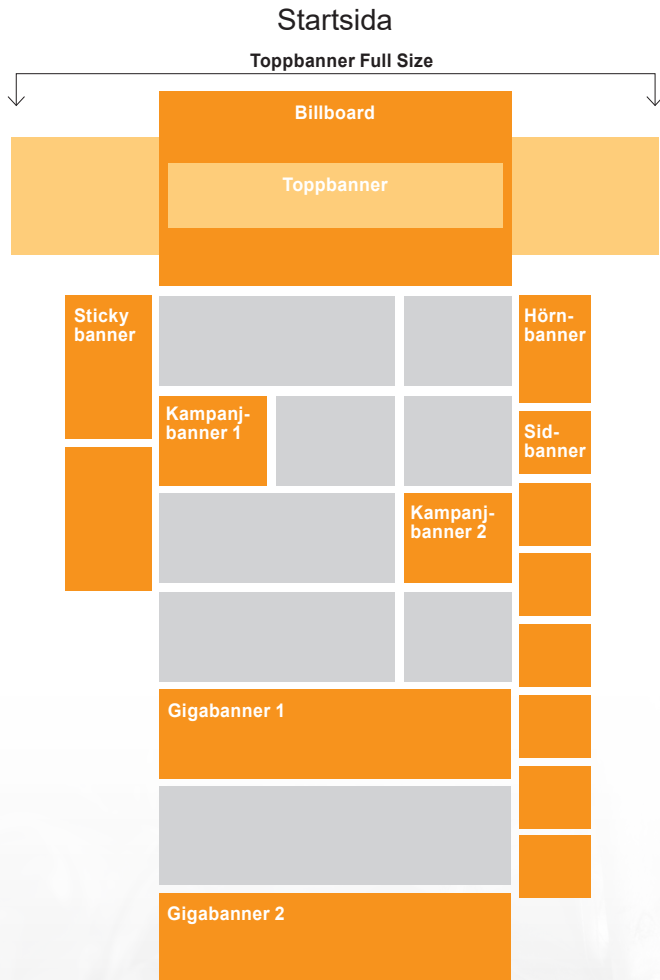 Startsida
Toppbanner Full Size
Billboard
Toppbanner
Sticky
banner
Hörn-
banner
Kampanj-
banner 1
Sid-
banner
Kampanj-
banner 2
Gigabanner 1
Gigabanner 2